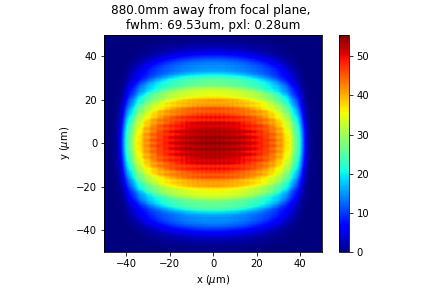 880.0mm away from focal plane,
fwhm: 69.53um, pxl: 0.28um
40
20
0
−20
−40
y (μm)
−40 −20 0 20 40
x (μm)
50
40
30
20
10
0